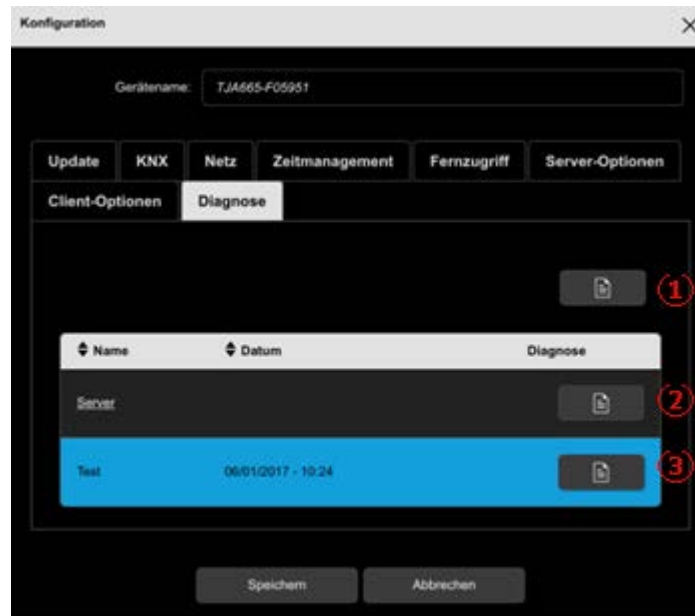 Konfiguration
Gerätename: TJA665-F05951
Update KNX Netz Zeitmanagement Fernzugriff Server-Optionen
Client-Optionen Diagnose
①
Name Datum Diagnose
Server ②
Test 06/01/2017 - 10:24 ③
Speichern Abbrechen